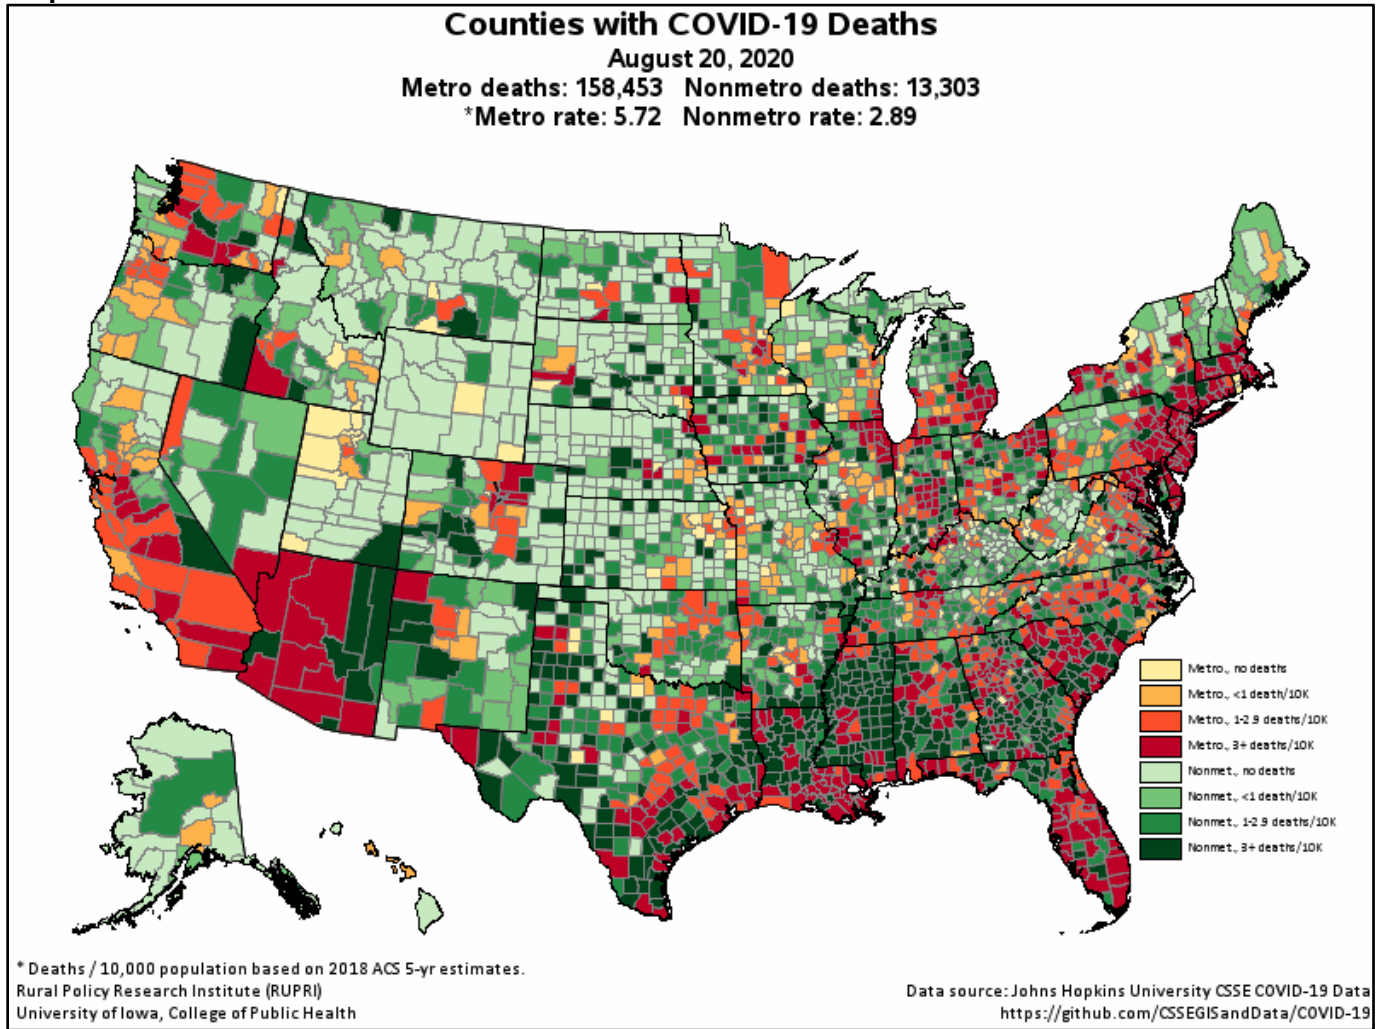 Counties with COVID-19 Deaths
August 20, 2020
Metro deaths: 158,453 Nonmetro deaths: 13,303
*Metro rate: 5.72 Nonmetro rate: 2.89
Metro., no deaths
Metro., <1 death/10K
Metro., 1-2.9 deaths/10K
Metro., 3+ deaths/10K
Nonmet., no deaths
Nonmet., <1 death/10K
Nonmet., 1-2.9 deaths/10K
Nonmet., 3+ deaths/10K
* Deaths / 10,000 population based on 2018 ACS 5-yr estimates.
Rural Policy Research Institute (RUPRI)
University of Iowa, College of Public Health
Data source: Johns Hopkins University CSSE COVID-19 Data
https://github.com/CSSEGISandData/COVID-19